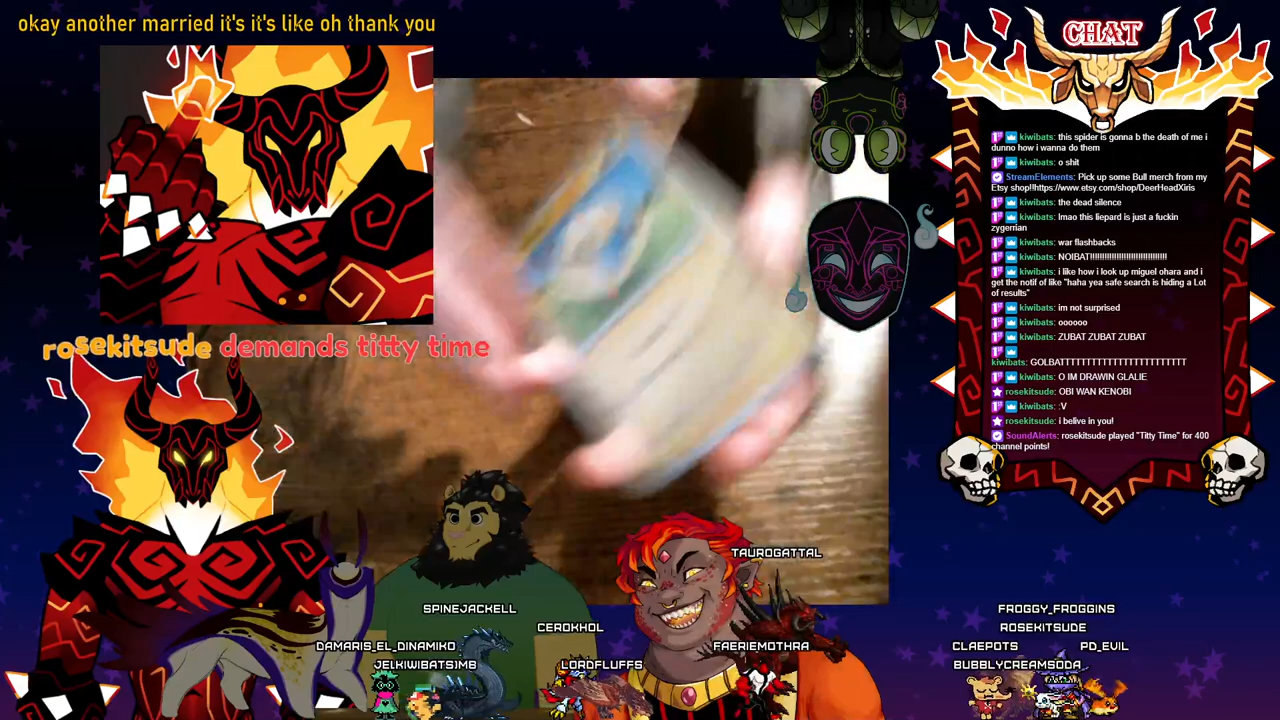 okay another married it's it's like oh thank you
CHAT
kiwibats: this spider is gonna b the death of me i
dunno how i wanna do them
kiwibats: o shit
StreamElements: Pick up some Bull merch from my
Etsy shop!!https://www.etsy.com/shop/DeerHeadXiris
kiwibats: the dead silence
kiwibats: lmao this liepard is just a fuckin
zygerrian
kiwibats: war flashbacks
kiwibats: i like how i look up miguel ohara and i
get the notif of like "haha yea safe search is hiding a Lot
of results"
kiwibats: im not surprised
kiwibats: oooooo
kiwibats: ZUBAT ZUBAT ZUBAT
kiwibats: O IM DRAWIN GLALIE
rosekitsude: OBI WAN KENOBI
kiwibats: :V
rosekitsude: i belive in you!
SoundAlerts: rosekitsude played "Titty Time" for 400
channel points!
rosekitsude demands titty time
TAUROGATTAL
SPINEJACKELL
CEROKHOL
DAMARIS_EL_DINAMIKO
FAERIEMOTHRA
LORDFLUFFS
FROGGY_FROGGINS
ROSEKITSUDE
CLAEPOTS
PD_EVIL
BUBBLYCREAMSODA